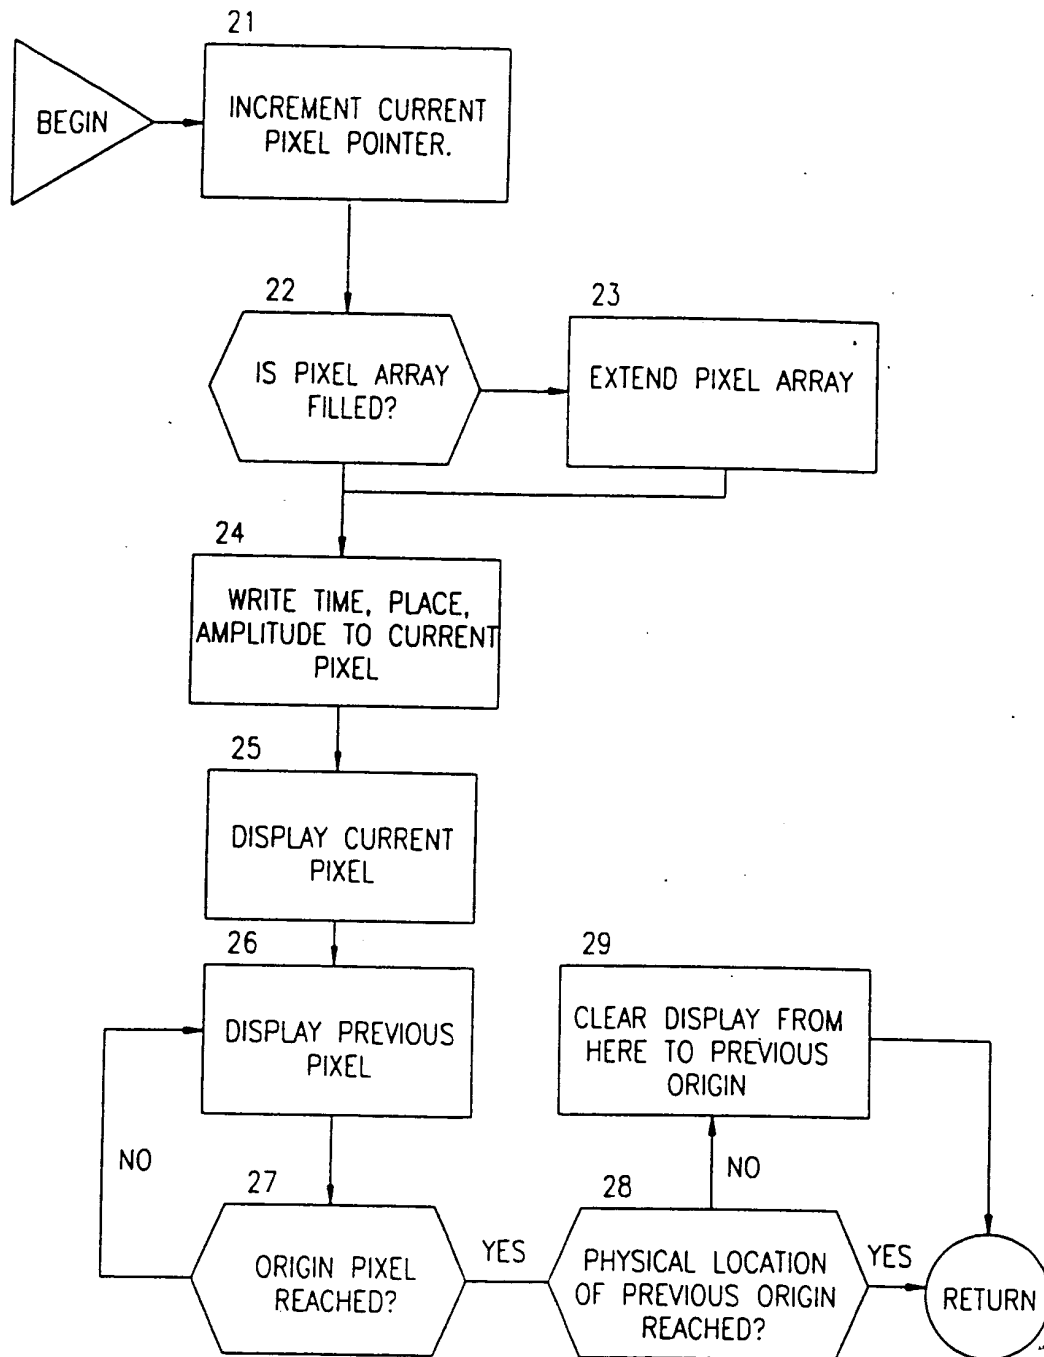 21
BEGIN
INCREMENT CURRENT
PIXEL POINTER.
22
IS PIXEL ARRAY
FILLED?
23
EXTEND PIXEL ARRAY
24
WRITE TIME, PLACE,
AMPLITUDE TO CURRENT
PIXEL
25
DISPLAY CURRENT
PIXEL
26
DISPLAY PREVIOUS
PIXEL
29
CLEAR DISPLAY FROM
HERE TO PREVIOUS
ORIGIN
NO
NO
27
ORIGIN PIXEL
REACHED?
YES
28
PHYSICAL LOCATION
OF PREVIOUS ORIGIN
REACHED?
YES
RETURN